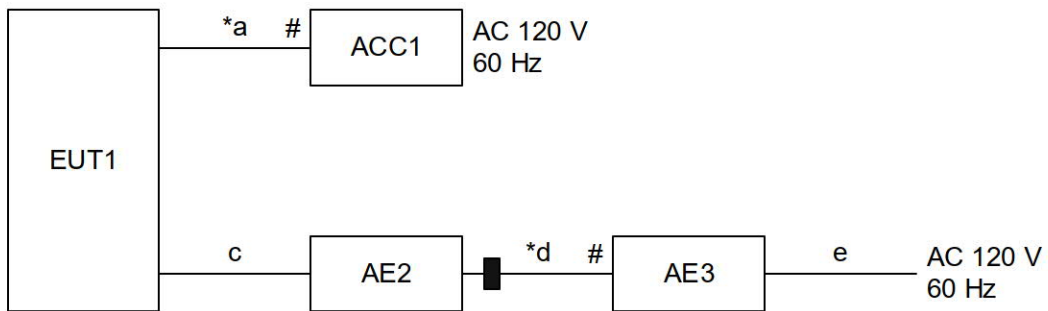 *a
#
ACC1
AC 120 V
60 Hz
EUT1
c
AE2
*d
#
AE3
e
AC 120 V
60 Hz